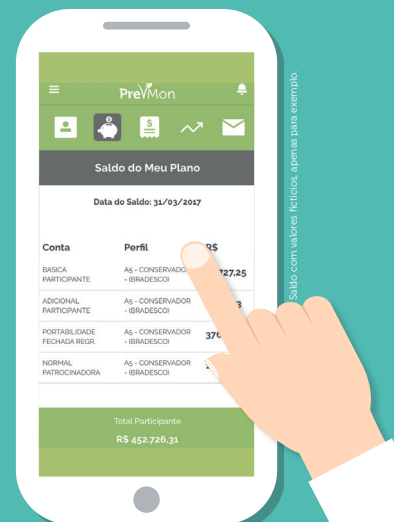 PrevMon
Saldo do Meu Plano
Data do Saldo: 31/03/2017
Conta Perfil R$
BASICA PARTICIPANTE A5 - CONSERVADOR - (BRADESCO) 727,25
ADICIONAL PARTICIPANTE A5 - CONSERVADOR - (BRADESCO)
PORTABILIDADE FECHADA REGR. A5 - CONSERVADOR - (BRADESCO)
NORMAL PATROCINADORA A5 - CONSERVADOR - (BRADESCO)
Total Participante
R$ 452.726,31
Saldo com valores fictícios, apenas para exemplo.